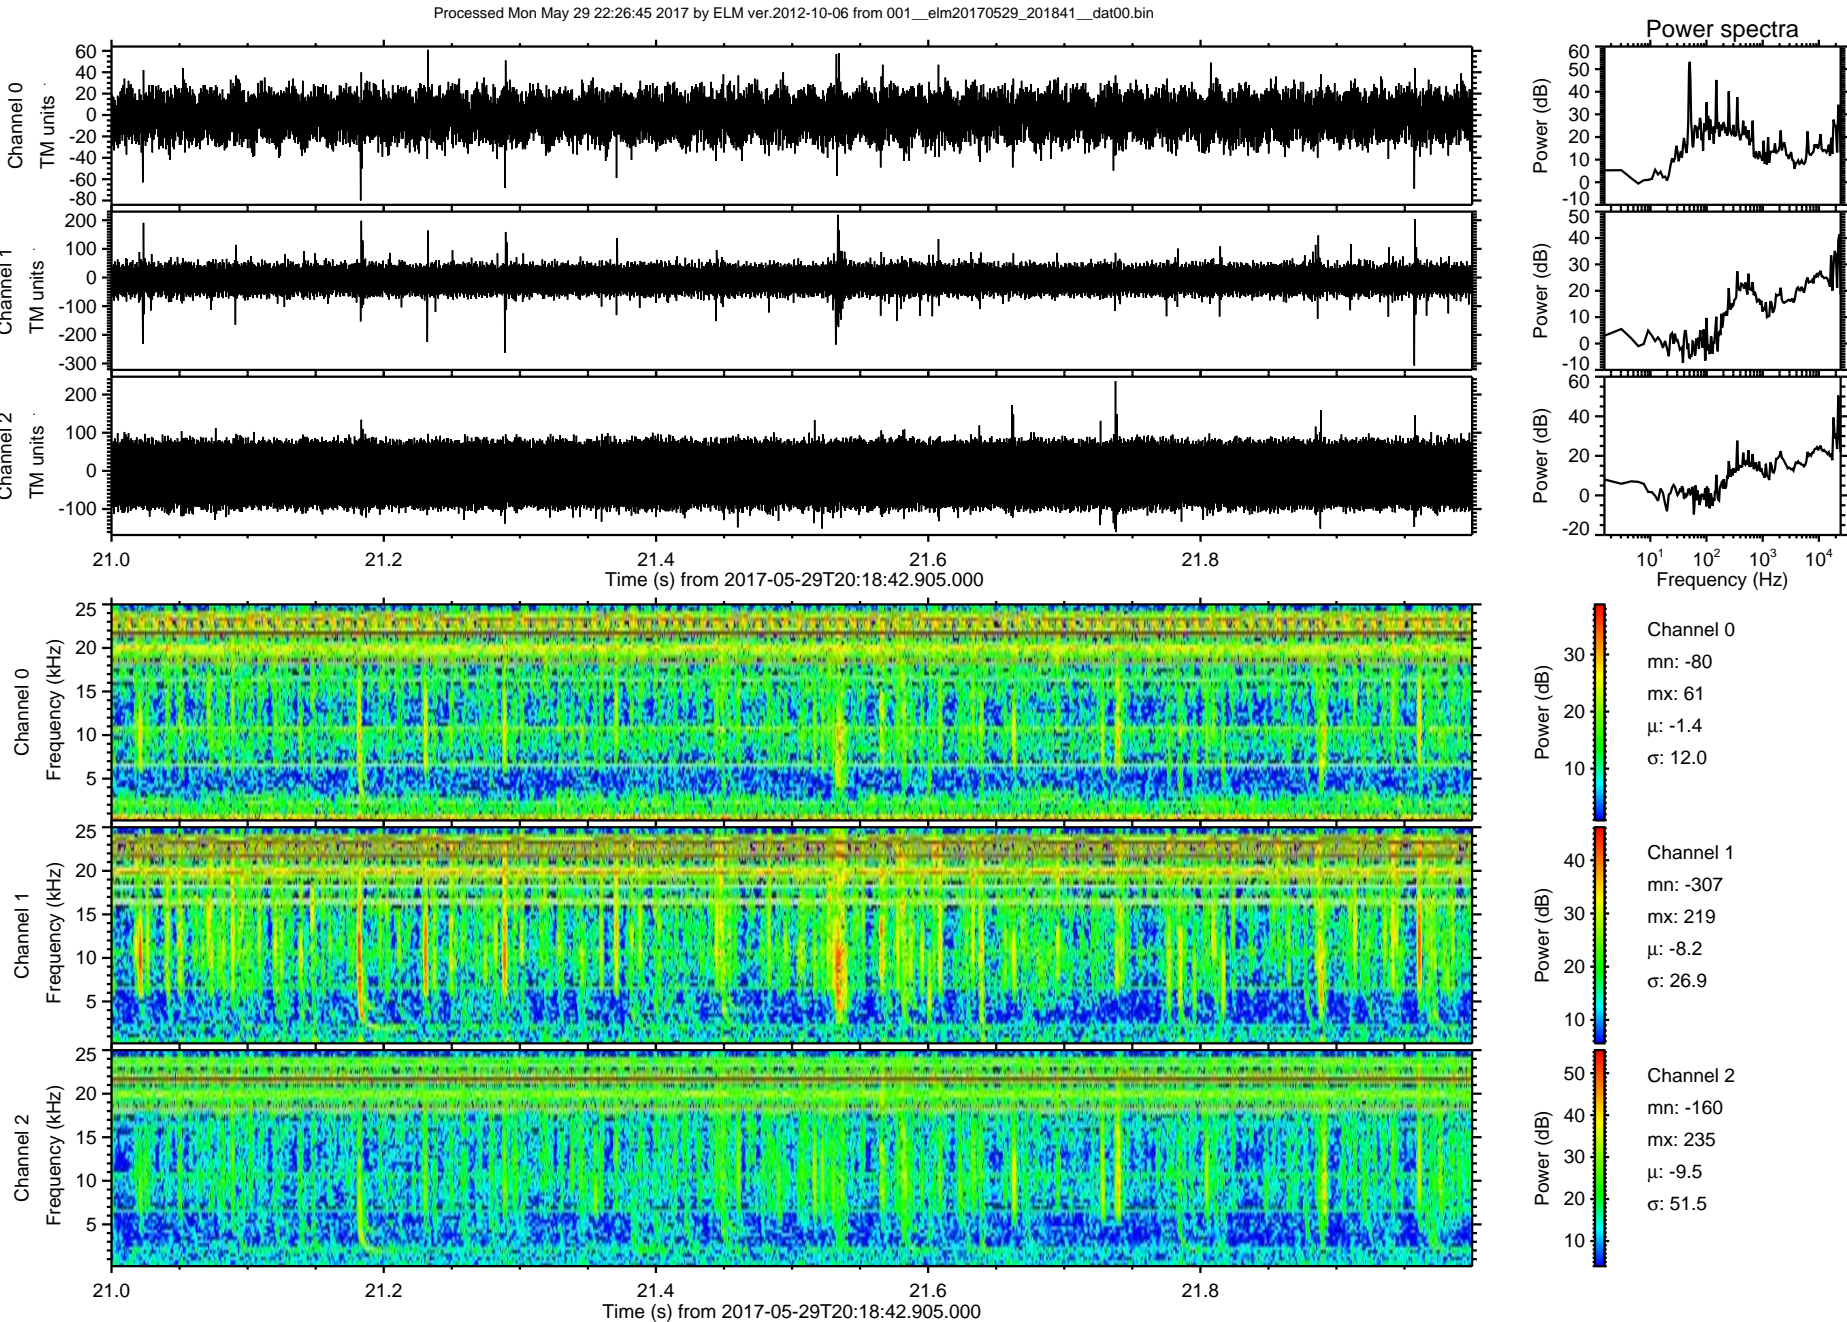 Processed Mon May 29 22:26:45 2017 by ELM ver.2012-10-06 from 001__elm20170529_201841__dat00.bin
Power spectra
Channel 0
TM units
60
40
20
0
-20
-40
-60
-80
Power (dB)
60
50
40
30
20
10
0
-10
Channel 1
TM units
200
100
0
-100
-200
-300
Power (dB)
50
40
30
20
10
0
-10
Channel 2
TM units
200
100
0
-100
Power (dB)
60
40
20
0
-20
21.0 21.2 21.4 21.6 21.8
Time (s) from 2017-05-29T20:18:42.905.000
10¹ 10² 10³ 10⁴
Frequency (Hz)
Channel 0
Frequency (kHz)
25
20
15
10
5
Power (dB)
30
20
10
Channel 0
mn: -80
mx: 61
μ: -1.4
σ: 12.0
Channel 1
Frequency (kHz)
25
20
15
10
5
Power (dB)
40
30
20
10
Channel 1
mn: -307
mx: 219
μ: -8.2
σ: 26.9
Channel 2
Frequency (kHz)
25
20
15
10
5
Power (dB)
50
40
30
20
10
Channel 2
mn: -160
mx: 235
μ: -9.5
σ: 51.5
21.0 21.2 21.4 21.6 21.8
Time (s) from 2017-05-29T20:18:42.905.000